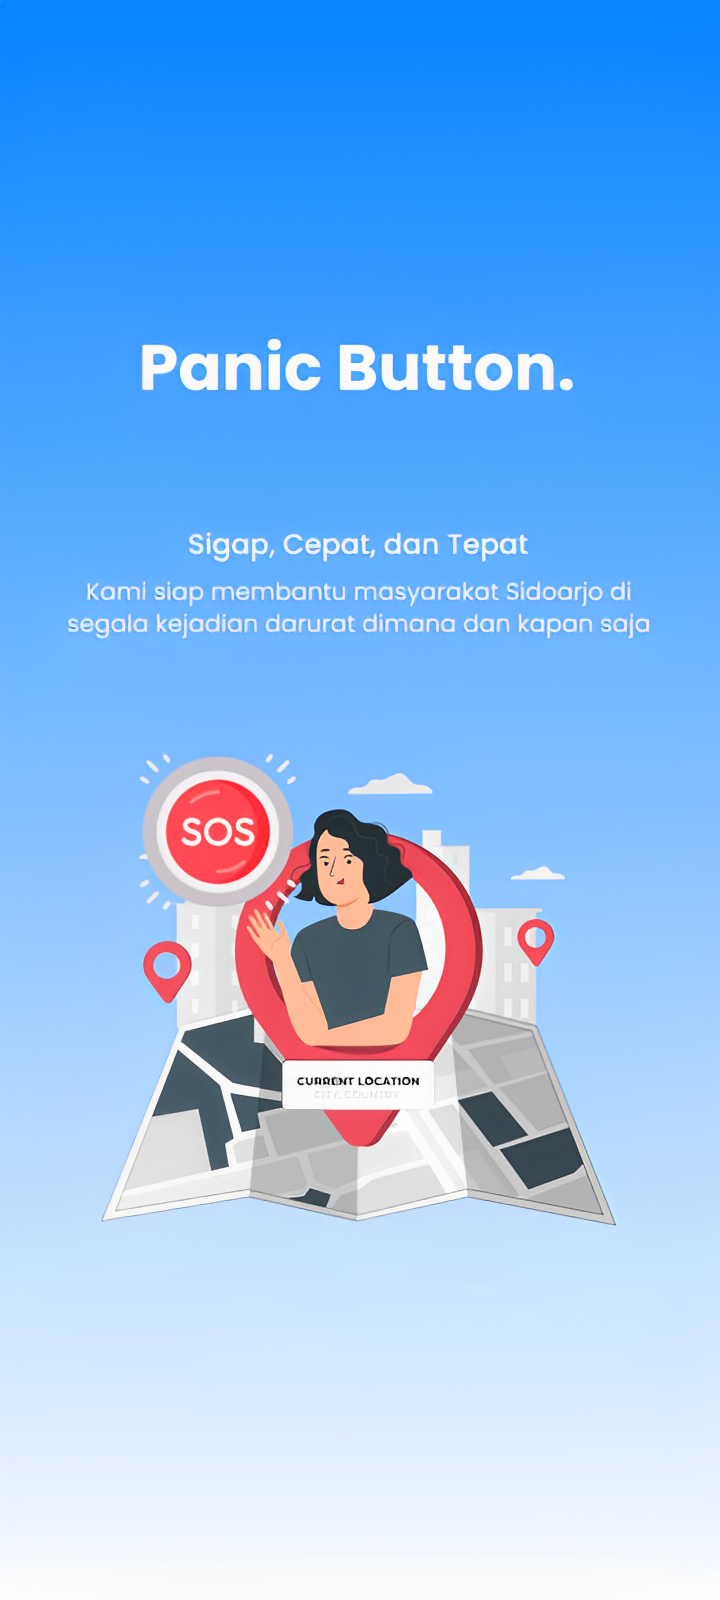 Panic Button.
Sigap, Cepat, dan Tepat
Kami siap membantu masyarakat Sidoarjo di
segala kejadian darurat dimana dan kapan saja
SOS
CURRENT LOCATION
CITY, COUNTRY